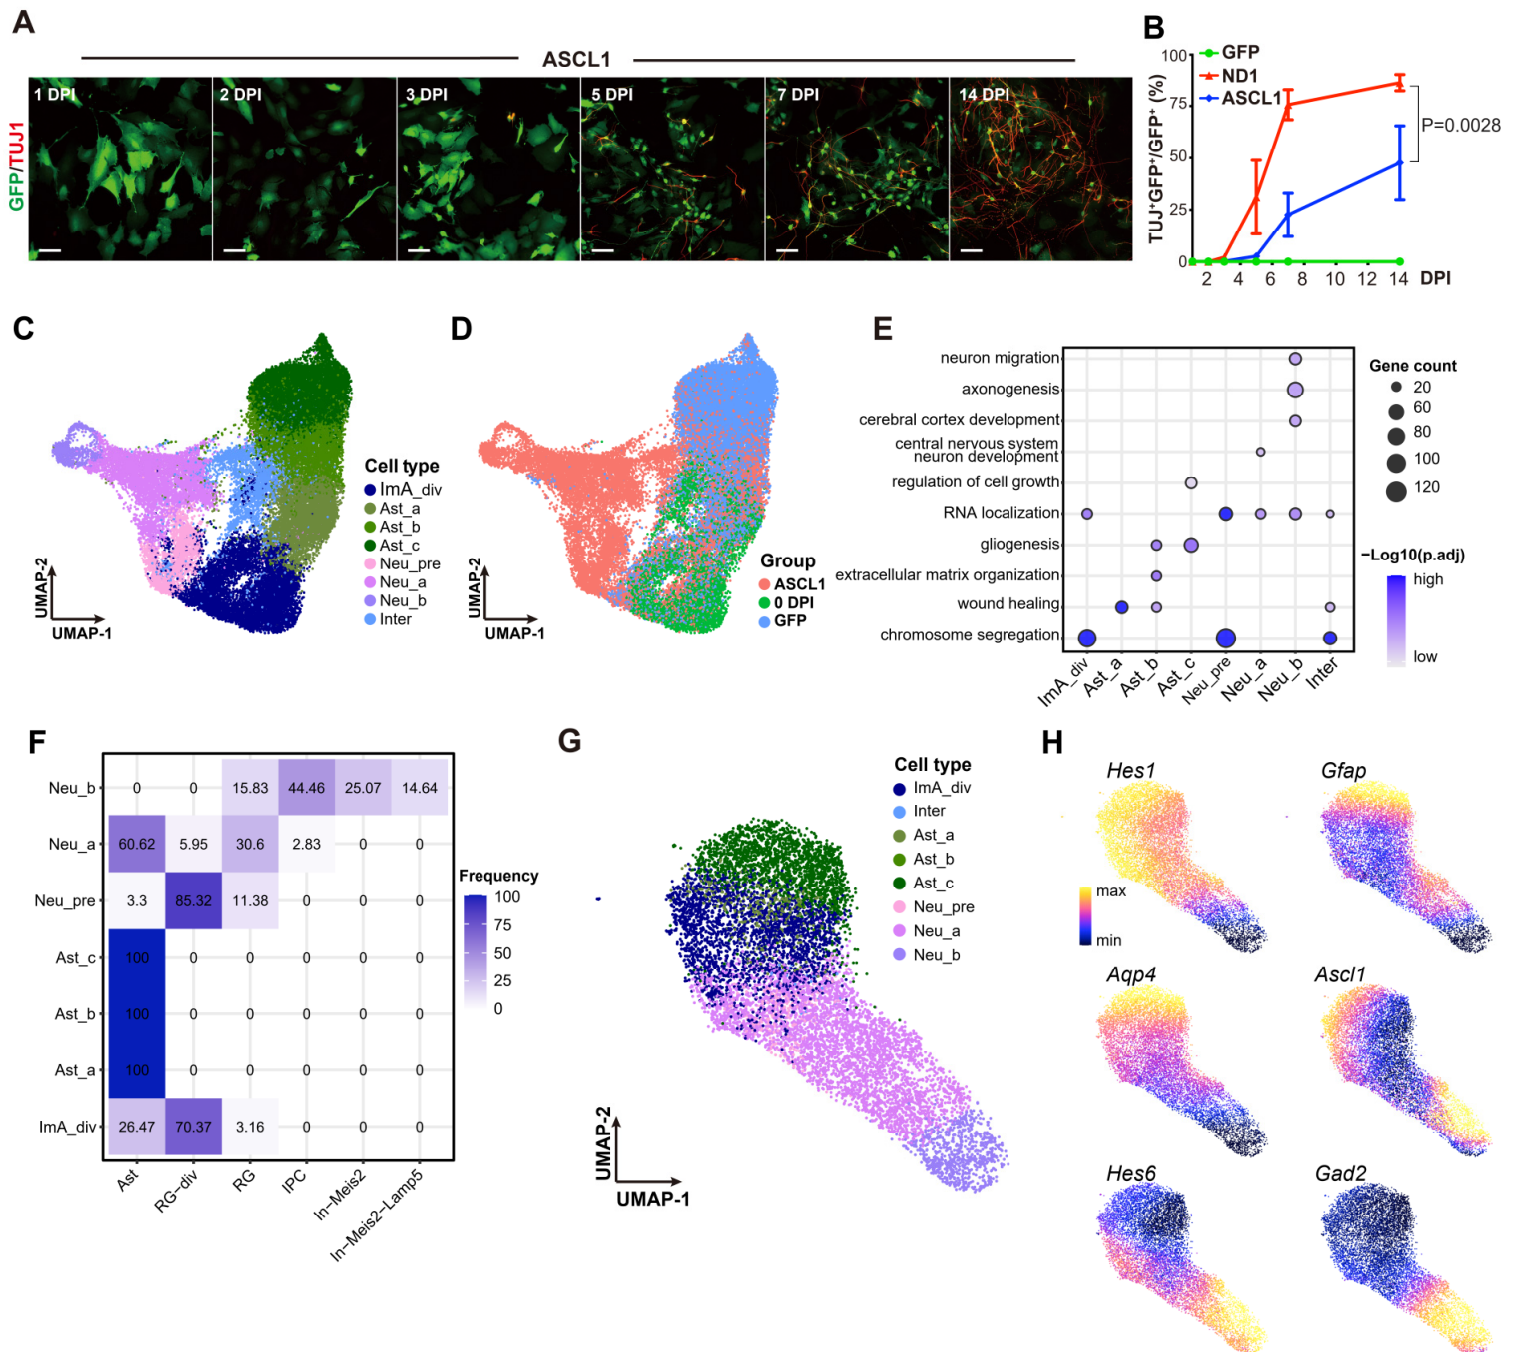 A
ASCL1
GFP/TUJ1
1 DPI
2 DPI
3 DPI
5 DPI
7 DPI
14 DPI
B
TUJ⁺GFP⁺/GFP⁺ (%)
100
75
50
25
0
GFP
ND1
ASCL1
P=0.0028
2 4 6 8 10 12 14 DPI
C
UMAP-2
UMAP-1
Cell type
ImA_div
Ast_a
Ast_b
Ast_c
Neu_pre
Neu_a
Neu_b
Inter
D
UMAP-2
UMAP-1
Group
ASCL1
0 DPI
GFP
E
neuron migration
axonogenesis
cerebral cortex development
central nervous system
neuron development
regulation of cell growth
RNA localization
gliogenesis
extracellular matrix organization
wound healing
chromosome segregation
ImA_div
Ast_a
Ast_b
Ast_c
Neu_pre
Neu_a
Neu_b
Inter
Gene count
20
60
80
100
120
−Log10(p.adj)
high
low
F
Neu_b 0 0 15.83 44.46 25.07 14.64
Neu_a 60.62 5.95 30.6 2.83 0 0
Neu_pre 3.3 85.32 11.38 0 0 0
Ast_c 100 0 0 0 0 0
Ast_b 100 0 0 0 0 0
Ast_a 100 0 0 0 0 0
ImA_div 26.47 70.37 3.16 0 0 0
Ast
RG−div
RG
IPC
In−Meis2
In−Meis2−Lamp5
Frequency
100
75
50
25
0
G
UMAP-2
UMAP-1
Cell type
ImA_div
Inter
Ast_a
Ast_b
Ast_c
Neu_pre
Neu_a
Neu_b
H
Hes1
Gfap
max
min
Aqp4
Ascl1
Hes6
Gad2